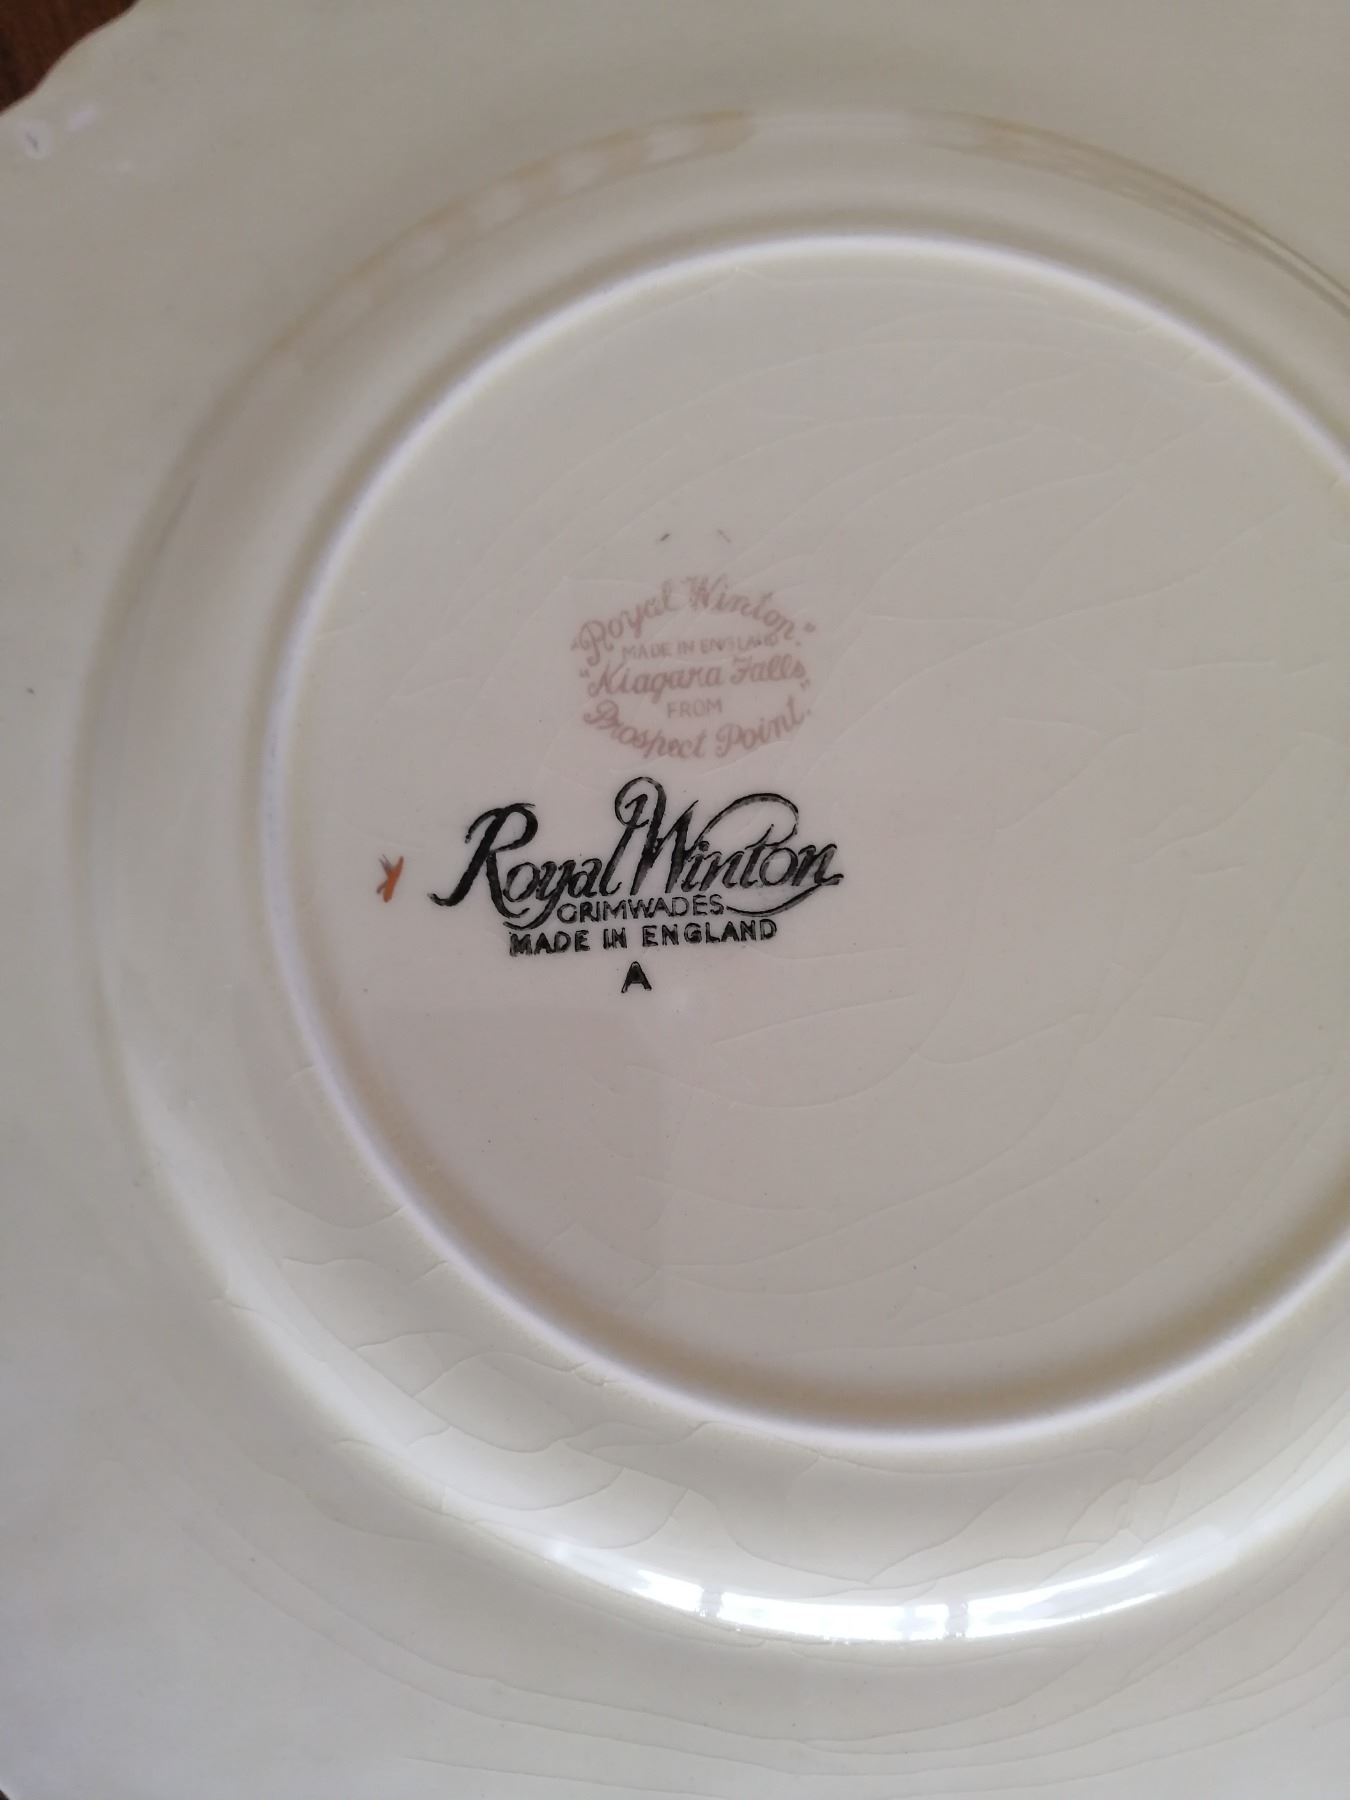 "Royal Winton."
MADE IN ENGLAND
"Niagara Falls"
FROM
Prospect Point.
Royal Winton
GRIMWADES
MADE IN ENGLAND
A
K